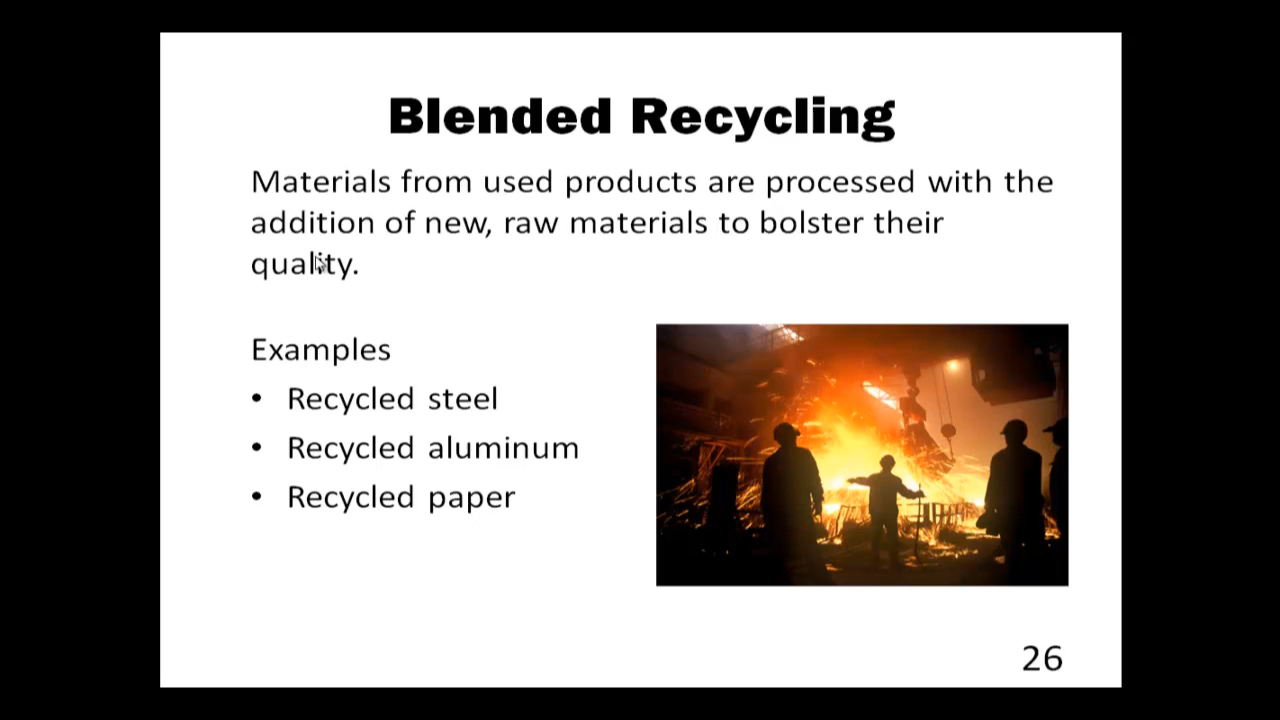 Blended Recycling
Materials from used products are processed with the
addition of new, raw materials to bolster their
quality.
Examples
• Recycled steel
• Recycled aluminum
• Recycled paper
26